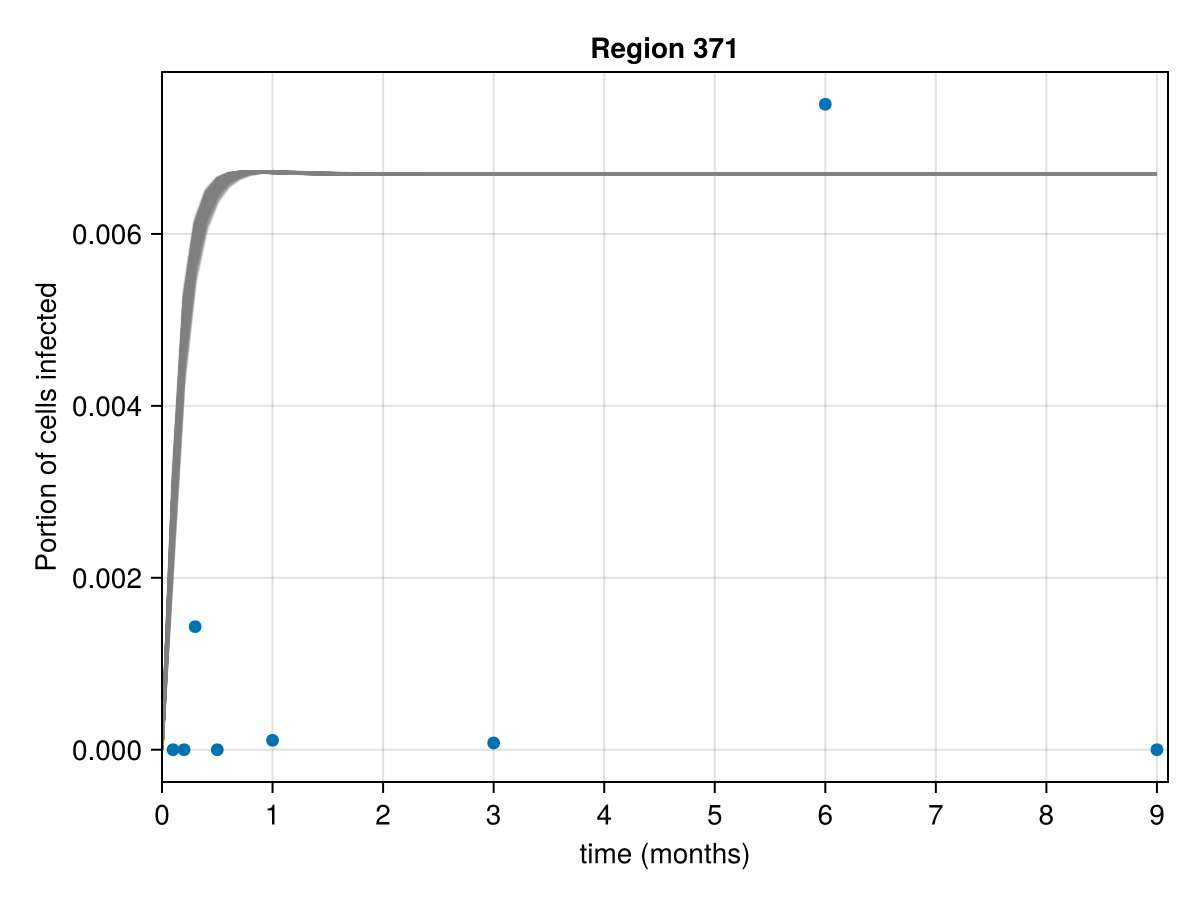 Region 371
Portion of cells infected
0.006
0.004
0.002
0.000
0 1 2 3 4 5 6 7 8 9
time (months)